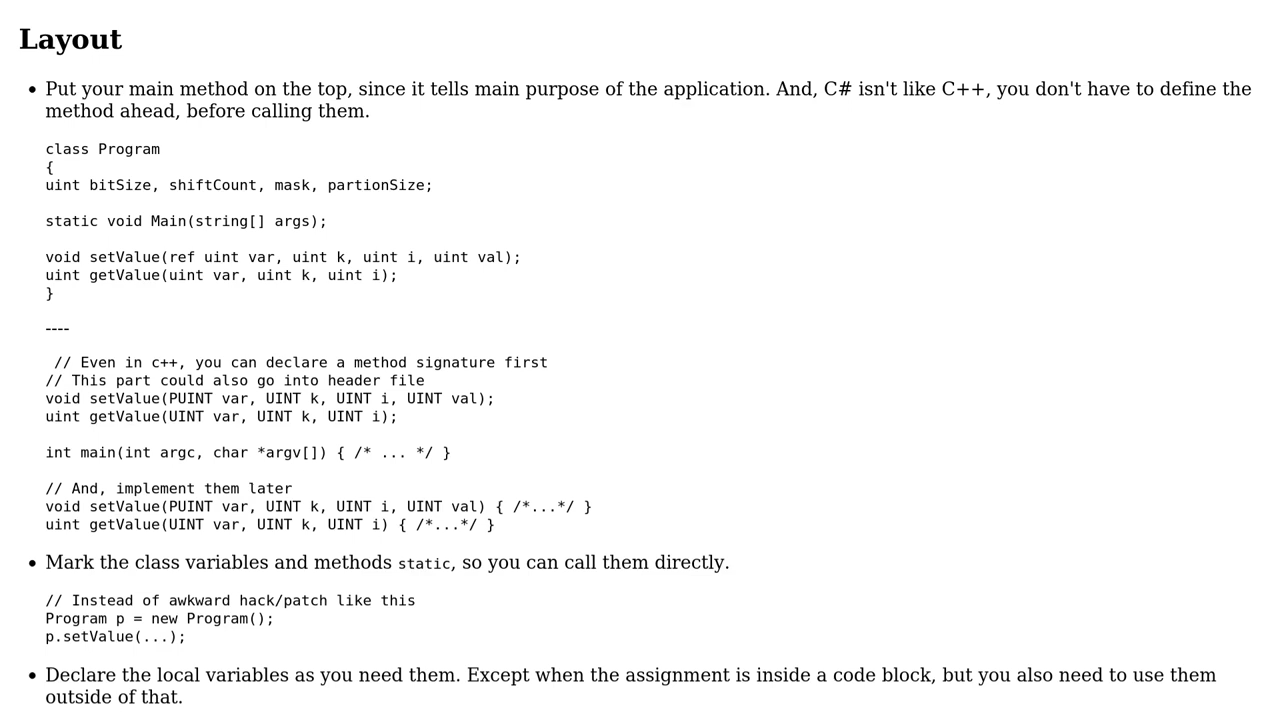 Layout
• Put your main method on the top, since it tells main purpose of the application. And, C# isn't like C++, you don't have to define the
method ahead, before calling them.
class Program
{
uint bitSize, shiftCount, mask, partionSize;
static void Main(string[] args);
void setValue(ref uint var, uint k, uint i, uint val);
uint getValue(uint var, uint k, uint i);
}
----
// Even in c++, you can declare a method signature first
// This part could also go into header file
void setValue(PUINT var, UINT k, UINT i, UINT val);
uint getValue(UINT var, UINT k, UINT i);
int main(int argc, char *argv[]) { /* ... */ }
// And, implement them later
void setValue(PUINT var, UINT k, UINT i, UINT val) { /*...*/ }
uint getValue(UINT var, UINT k, UINT i) { /*...*/ }
• Mark the class variables and methods static, so you can call them directly.
// Instead of awkward hack/patch like this
Program p = new Program();
p.setValue(...);
• Declare the local variables as you need them. Except when the assignment is inside a code block, but you also need to use them
outside of that.